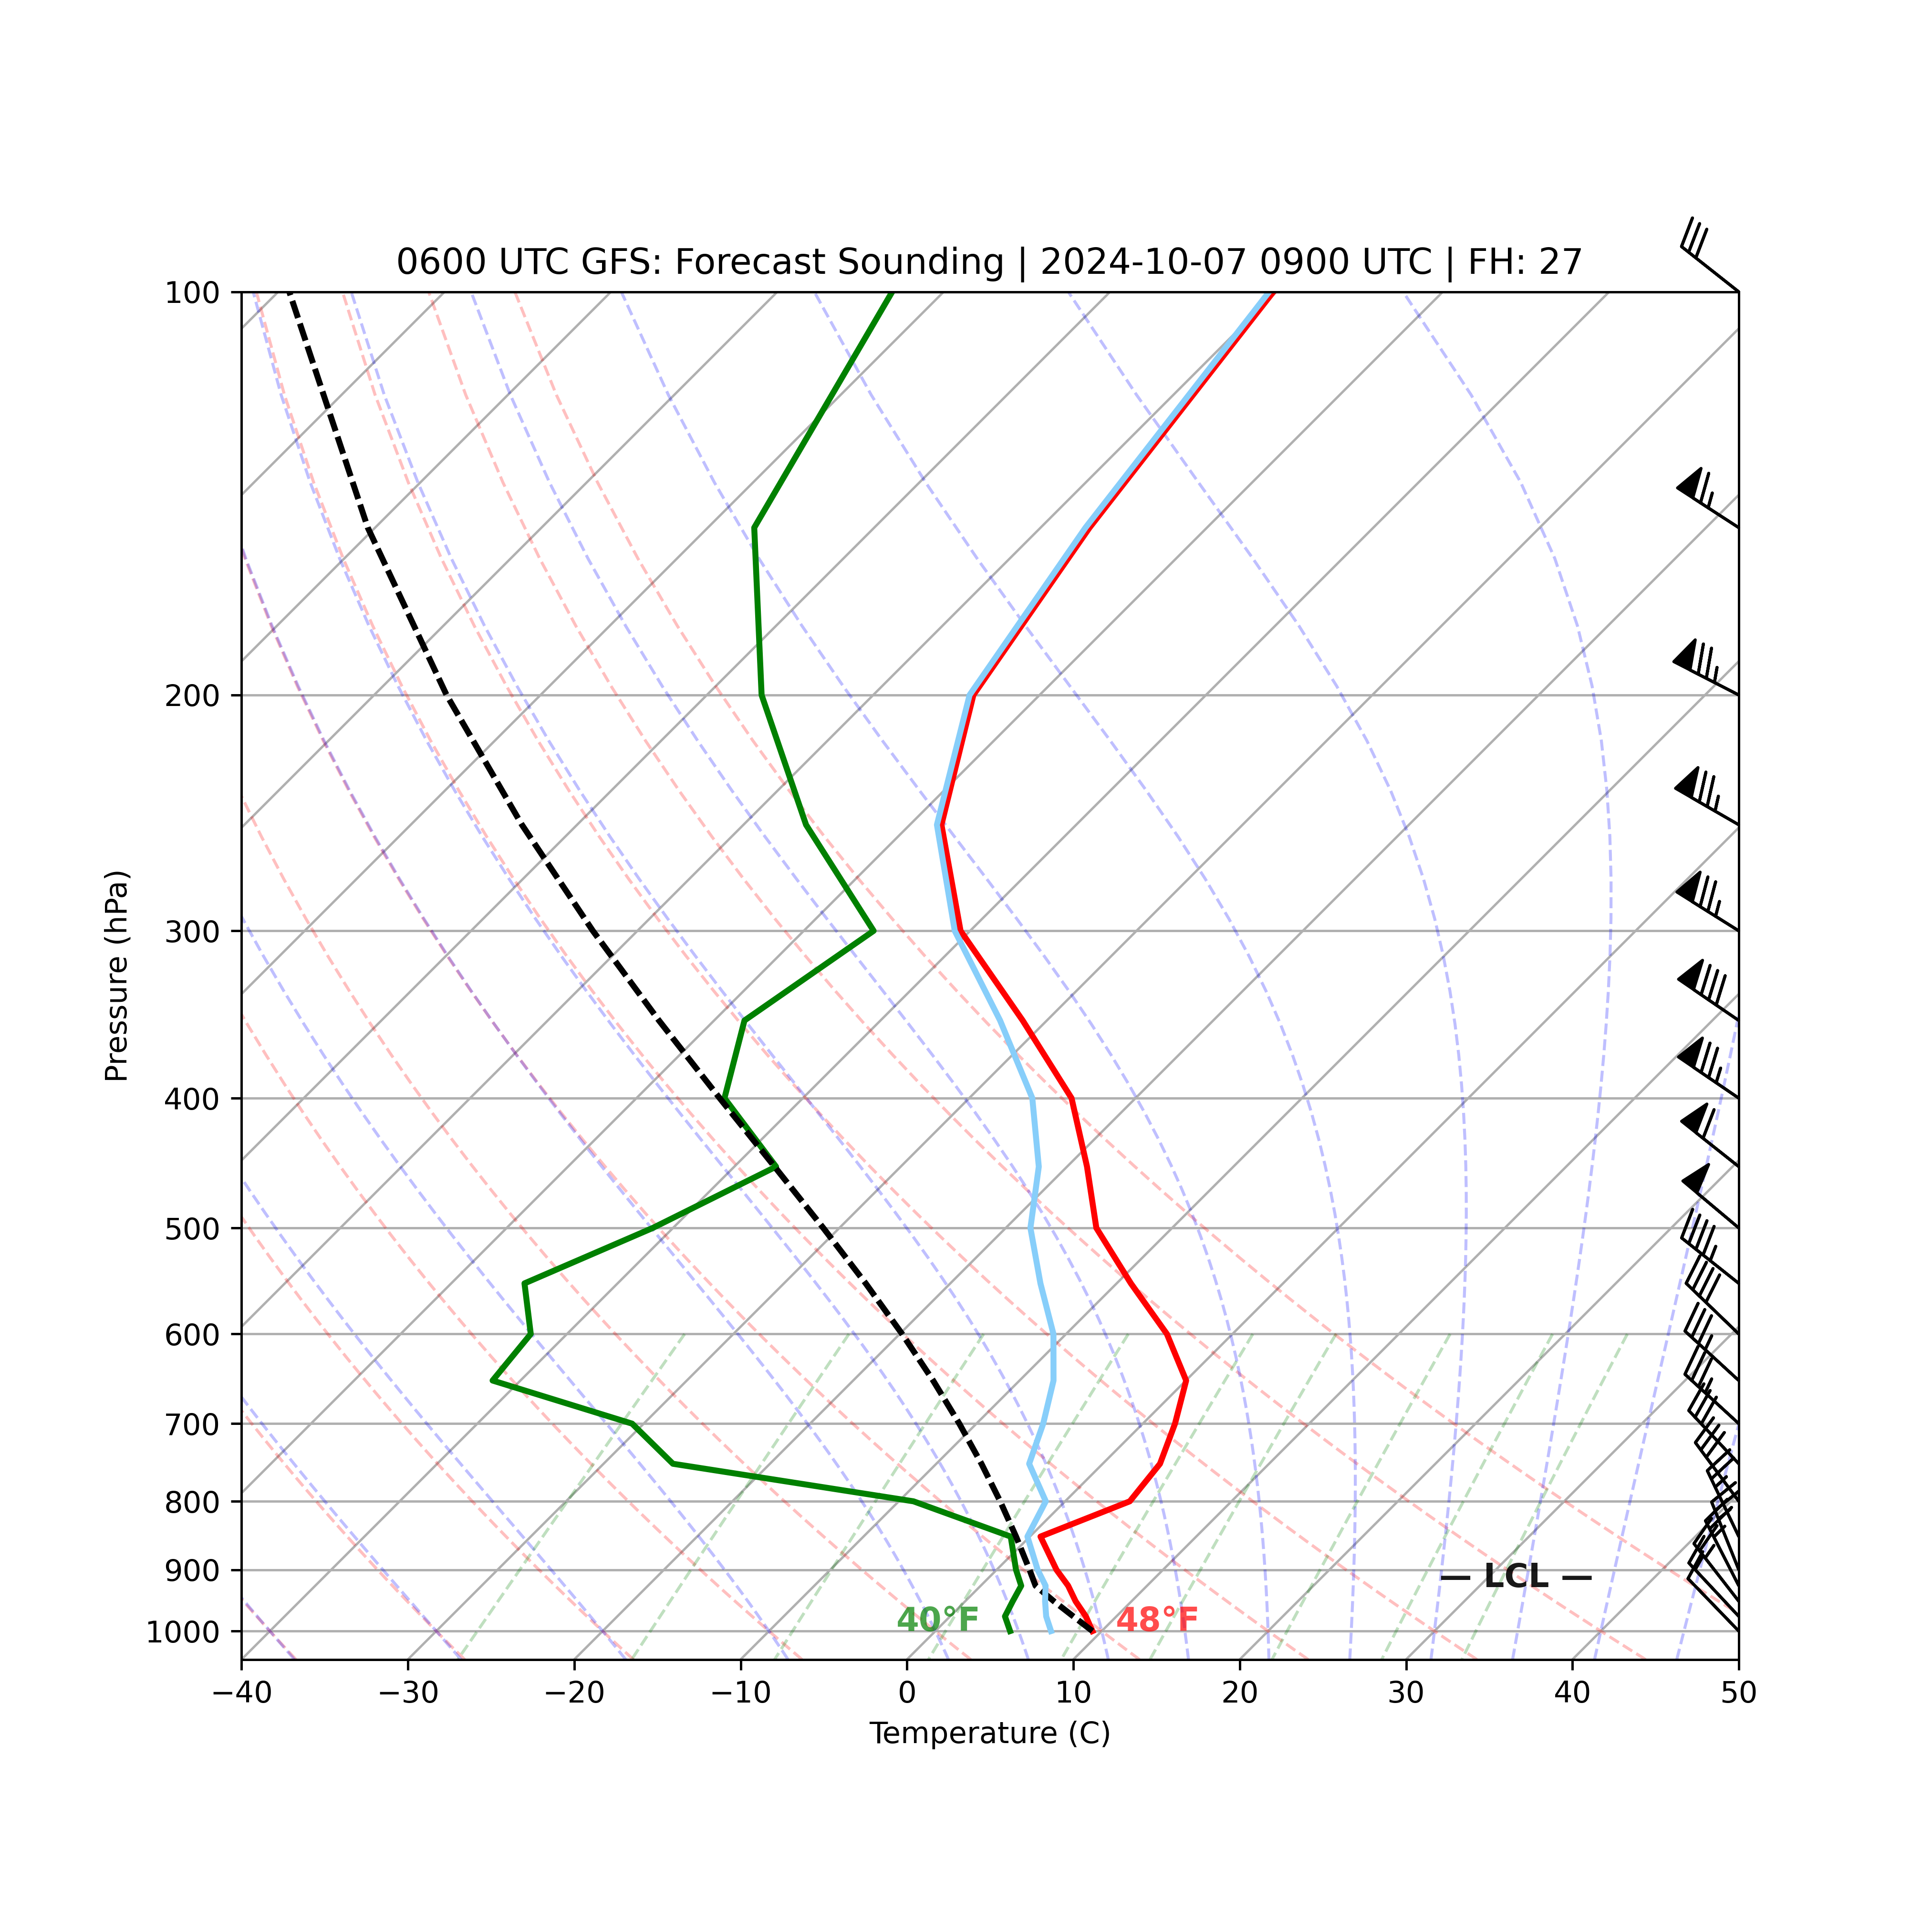 0600 UTC GFS: Forecast Sounding | 2024-10-07 0900 UTC | FH: 27
100
200
300
400
500
600
700
800
900
1000
Pressure (hPa)
— LCL —
40°F
48°F
−40 −30 −20 −10 0 10 20 30 40 50
Temperature (C)